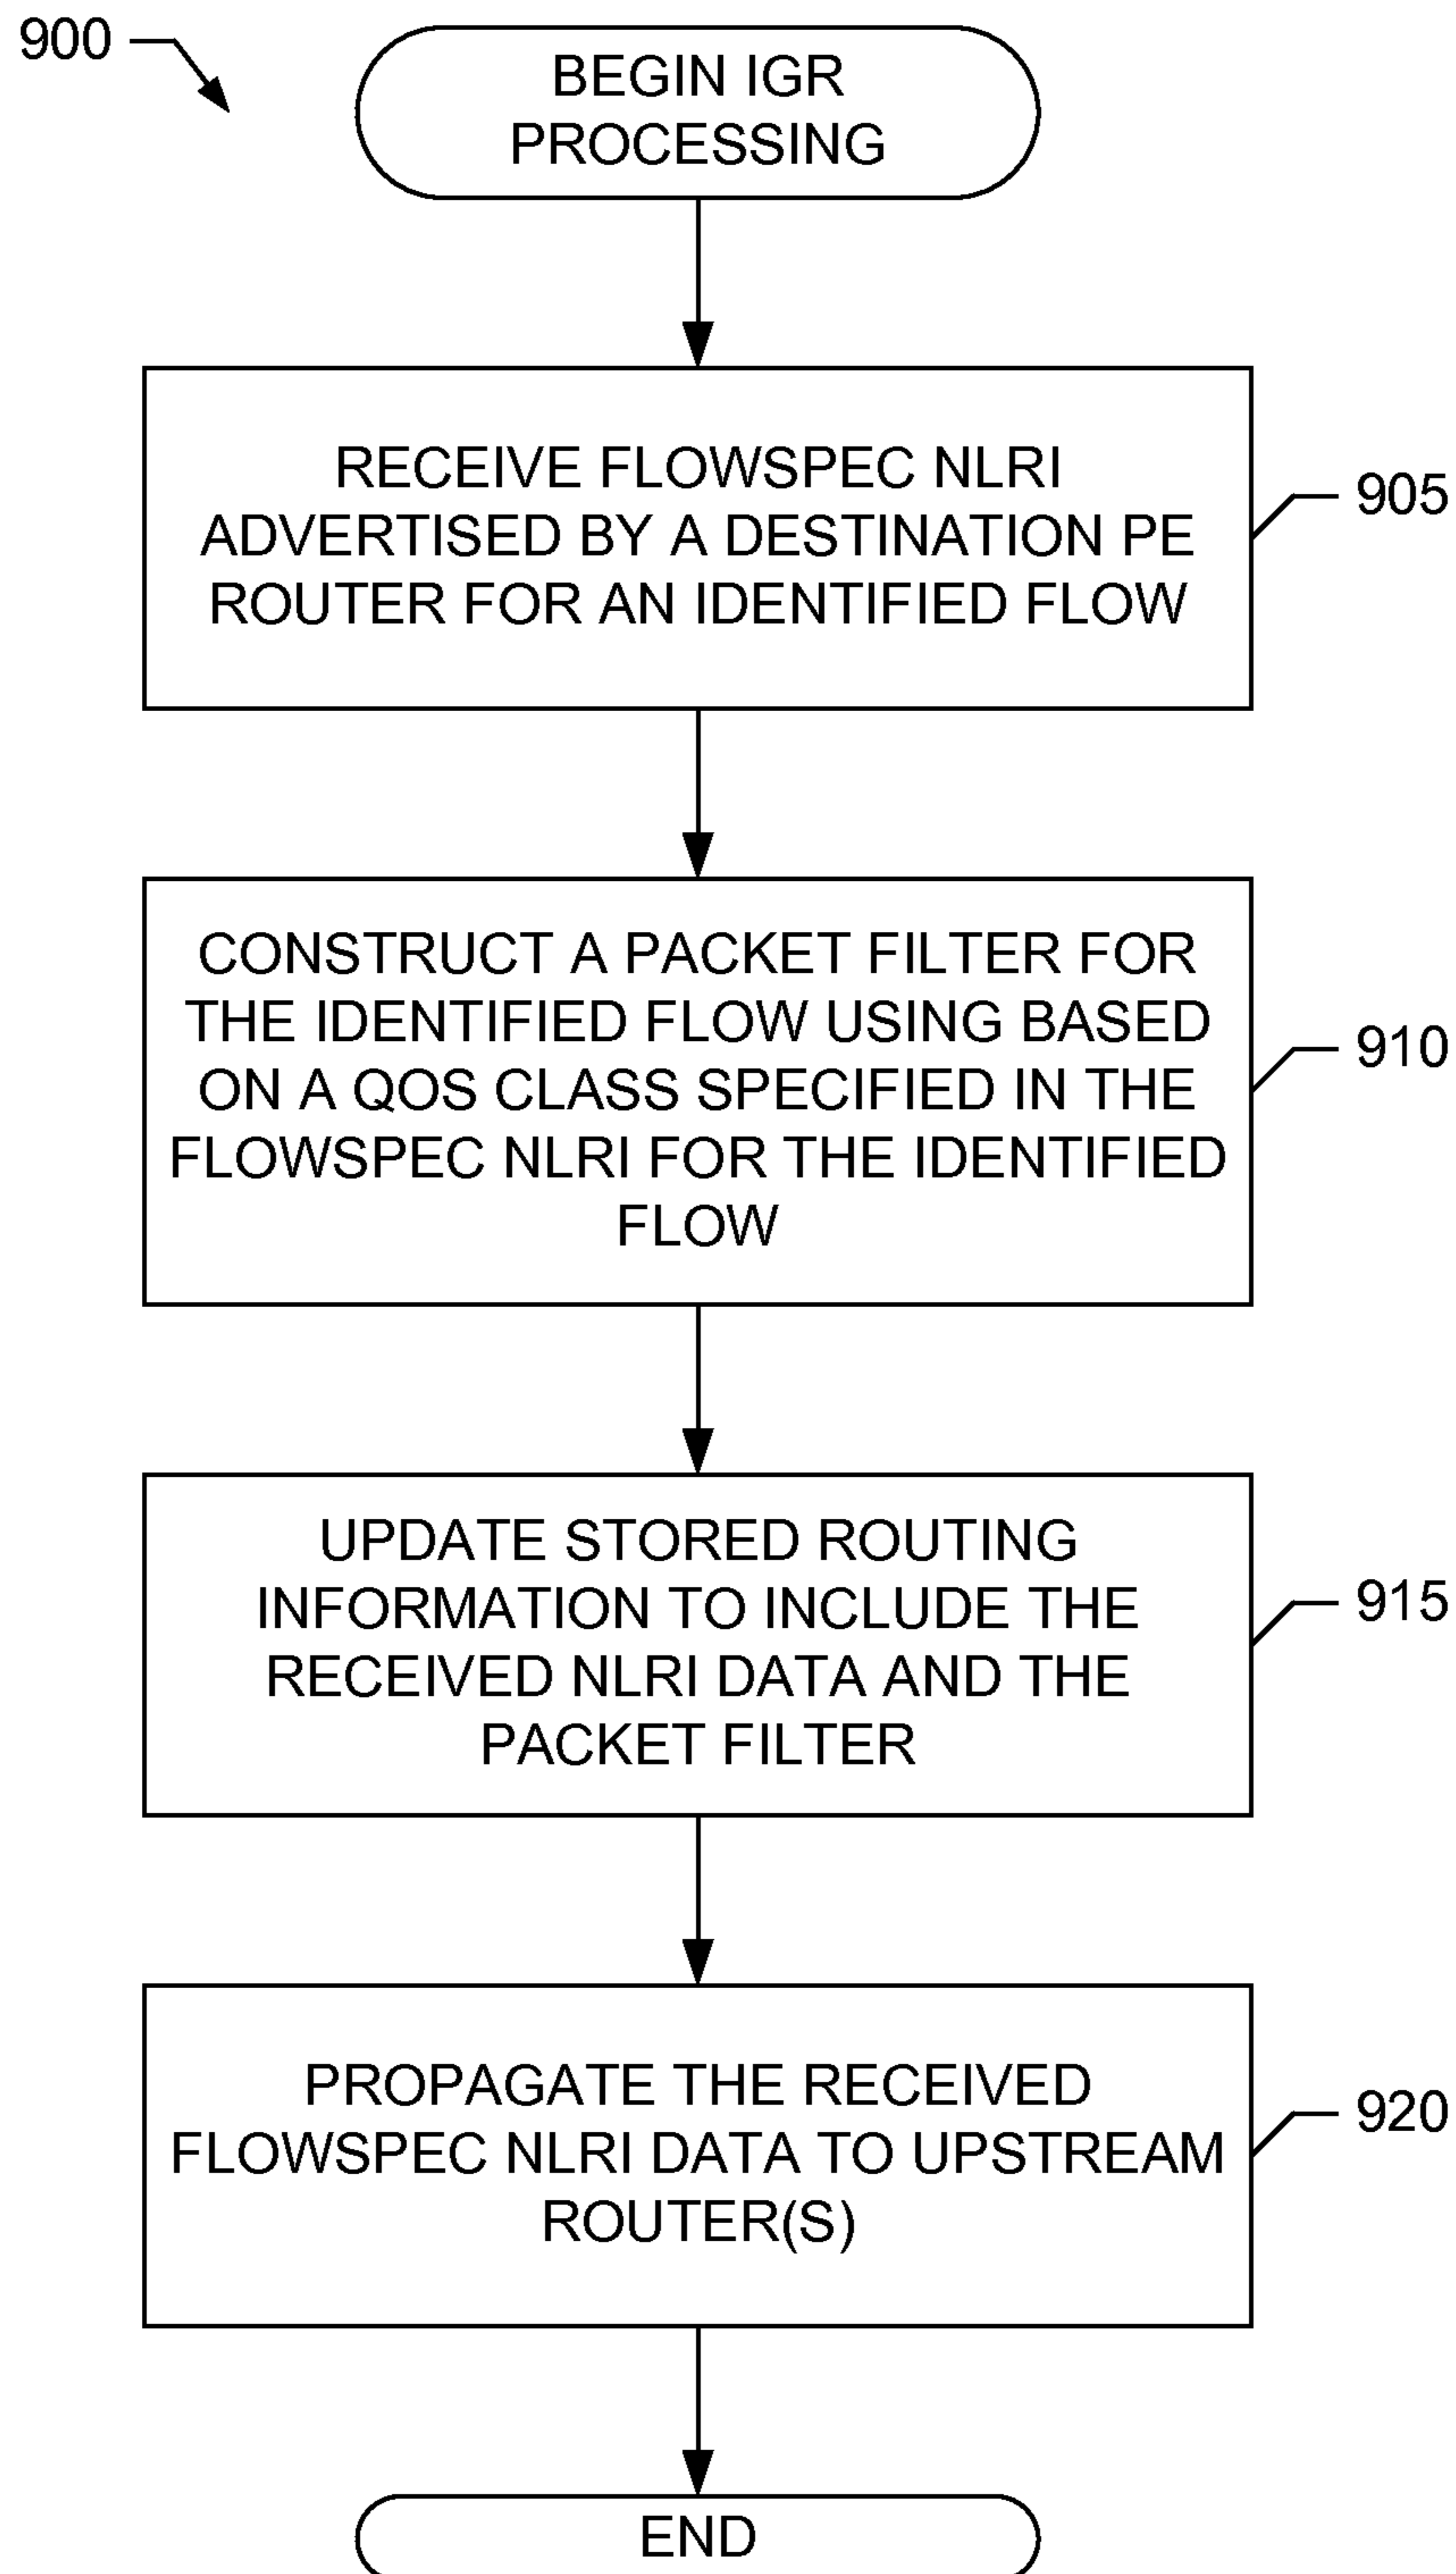 900
BEGIN IGR
PROCESSING
RECEIVE FLOWSPEC NLRI
ADVERTISED BY A DESTINATION PE
ROUTER FOR AN IDENTIFIED FLOW
905
CONSTRUCT A PACKET FILTER FOR
THE IDENTIFIED FLOW USING BASED
ON A QOS CLASS SPECIFIED IN THE
FLOWSPEC NLRI FOR THE IDENTIFIED
FLOW
910
UPDATE STORED ROUTING
INFORMATION TO INCLUDE THE
RECEIVED NLRI DATA AND THE
PACKET FILTER
915
PROPAGATE THE RECEIVED
FLOWSPEC NLRI DATA TO UPSTREAM
ROUTER(S)
920
END